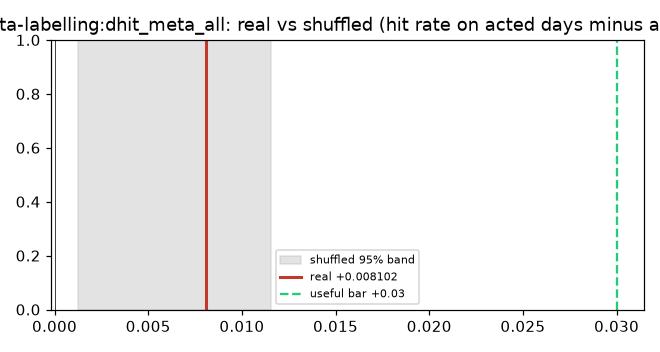 ta-labelling:dhit_meta_all: real vs shuffled (hit rate on acted days minus a
1.0
0.8
0.6
0.4
0.2
0.0
shuffled 95% band
real +0.008102
useful bar +0.03
0.000 0.005 0.010 0.015 0.020 0.025 0.030